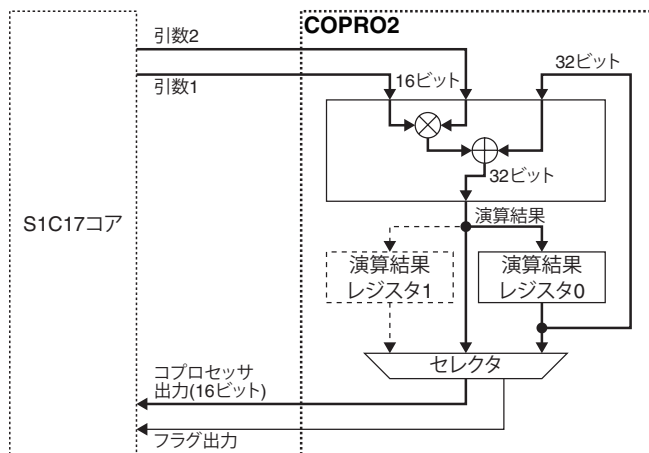 COPRO2
引数2
引数1
16ビット
32ビット
32ビット
S1C17コア
演算結果
演算結果
レジスタ1
演算結果
レジスタ0
セレクタ
コプロセッサ
出力(16ビット)
フラグ出力